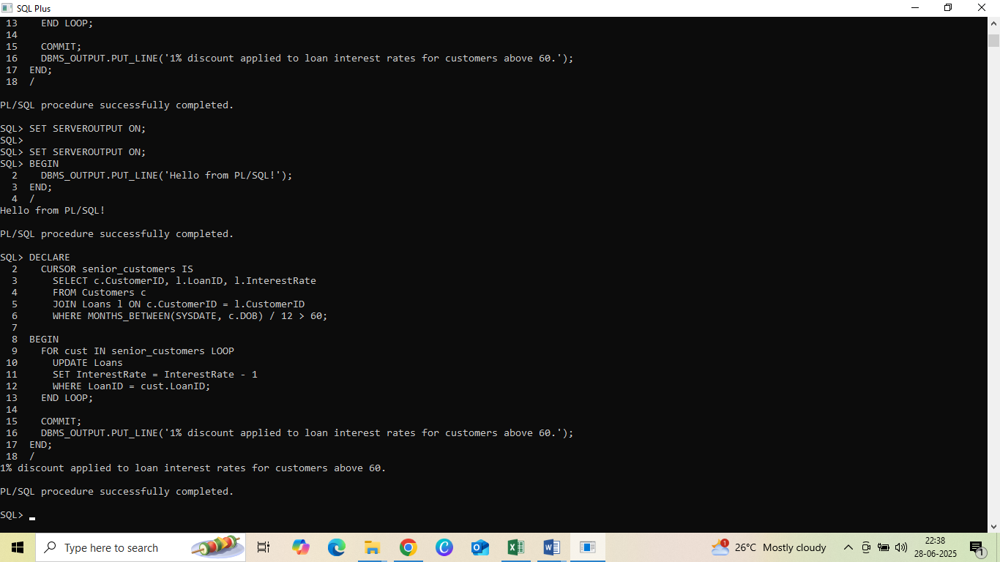 SQL Plus
13    END LOOP;
14
15    COMMIT;
16    DBMS_OUTPUT.PUT_LINE('1% discount applied to loan interest rates for customers above 60.');
17  END;
18  /
PL/SQL procedure successfully completed.
SQL> SET SERVEROUTPUT ON;
SQL>
SQL> SET SERVEROUTPUT ON;
SQL> BEGIN
2    DBMS_OUTPUT.PUT_LINE('Hello from PL/SQL!');
3  END;
4  /
Hello from PL/SQL!
PL/SQL procedure successfully completed.
SQL> DECLARE
2    CURSOR senior_customers IS
3      SELECT c.CustomerID, l.LoanID, l.InterestRate
4      FROM Customers c
5      JOIN Loans l ON c.CustomerID = l.CustomerID
6      WHERE MONTHS_BETWEEN(SYSDATE, c.DOB) / 12 > 60;
7
8  BEGIN
9    FOR cust IN senior_customers LOOP
10      UPDATE Loans
11      SET InterestRate = InterestRate - 1
12      WHERE LoanID = cust.LoanID;
13    END LOOP;
14
15    COMMIT;
16    DBMS_OUTPUT.PUT_LINE('1% discount applied to loan interest rates for customers above 60.');
17  END;
18  /
1% discount applied to loan interest rates for customers above 60.
PL/SQL procedure successfully completed.
SQL>
Type here to search
1
26°C Mostly cloudy
22:38
28-06-2025
1